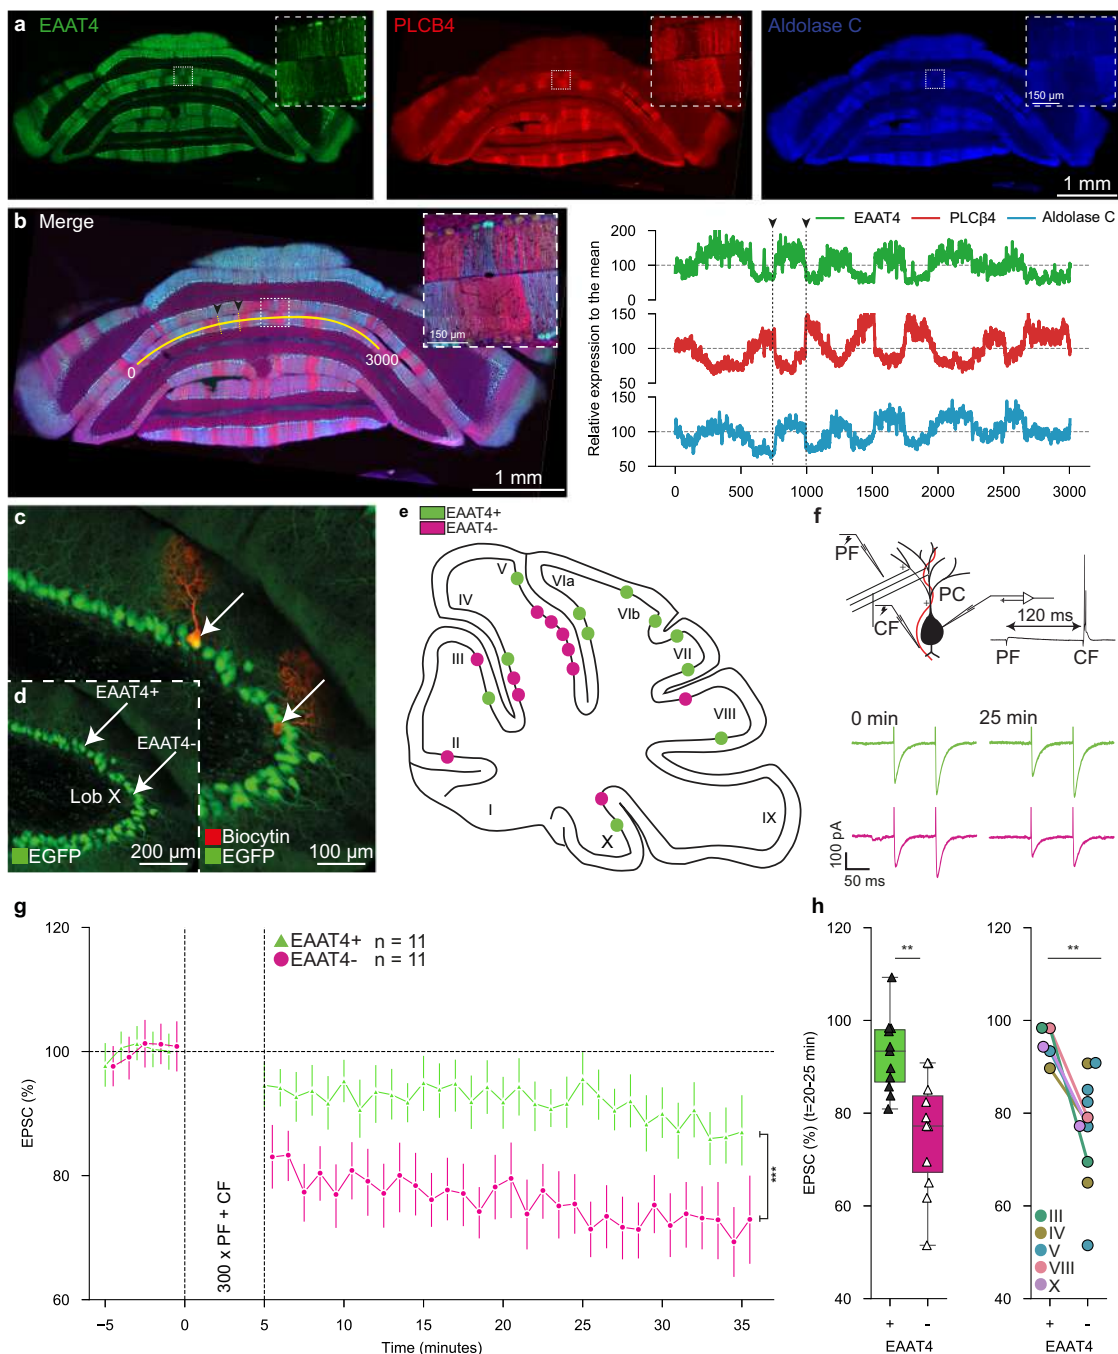 a
EAAT4
PLCB4
Aldolase C
150 µm
1 mm
b
Merge
150 µm
0
3000
1 mm
EAAT4
PLCβ4
Aldolase C
Relative expression to the mean
200
100
0
150
100
50
150
100
50
0 500 1000 1500 2000 2500 3000
c
d
EAAT4+
EAAT4-
Lob X
EGFP
200 µm
Biocytin
EGFP
100 µm
e
EAAT4+
EAAT4-
V
VIa
IV
VIb
III
VII
VIII
II
I
X
IX
f
PF
PC
CF
120 ms
PF
CF
0 min
25 min
100 pA
50 ms
g
120
100
80
60
EPSC (%)
EAAT4+ n = 11
EAAT4- n = 11
300 x PF + CF
***
−5 0 5 10 15 20 25 30 35
Time (minutes)
h
EPSC (%) (t=20-25 min)
120
100
80
60
40
**
+ -
EAAT4
120
100
80
60
40
**
III
IV
V
VIII
X
+ -
EAAT4